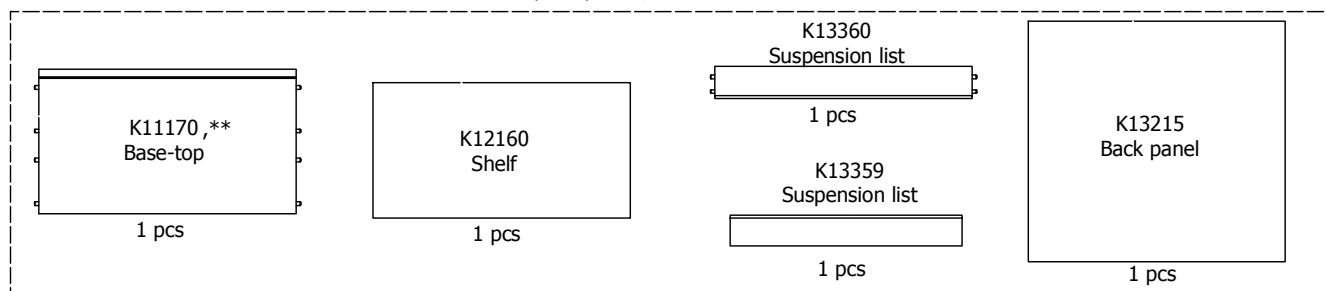 K11170 ,**
Base-top
1 pcs
K12160
Shelf
1 pcs
K13360
Suspension list
1 pcs
K13359
Suspension list
1 pcs
K13215
Back panel
1 pcs